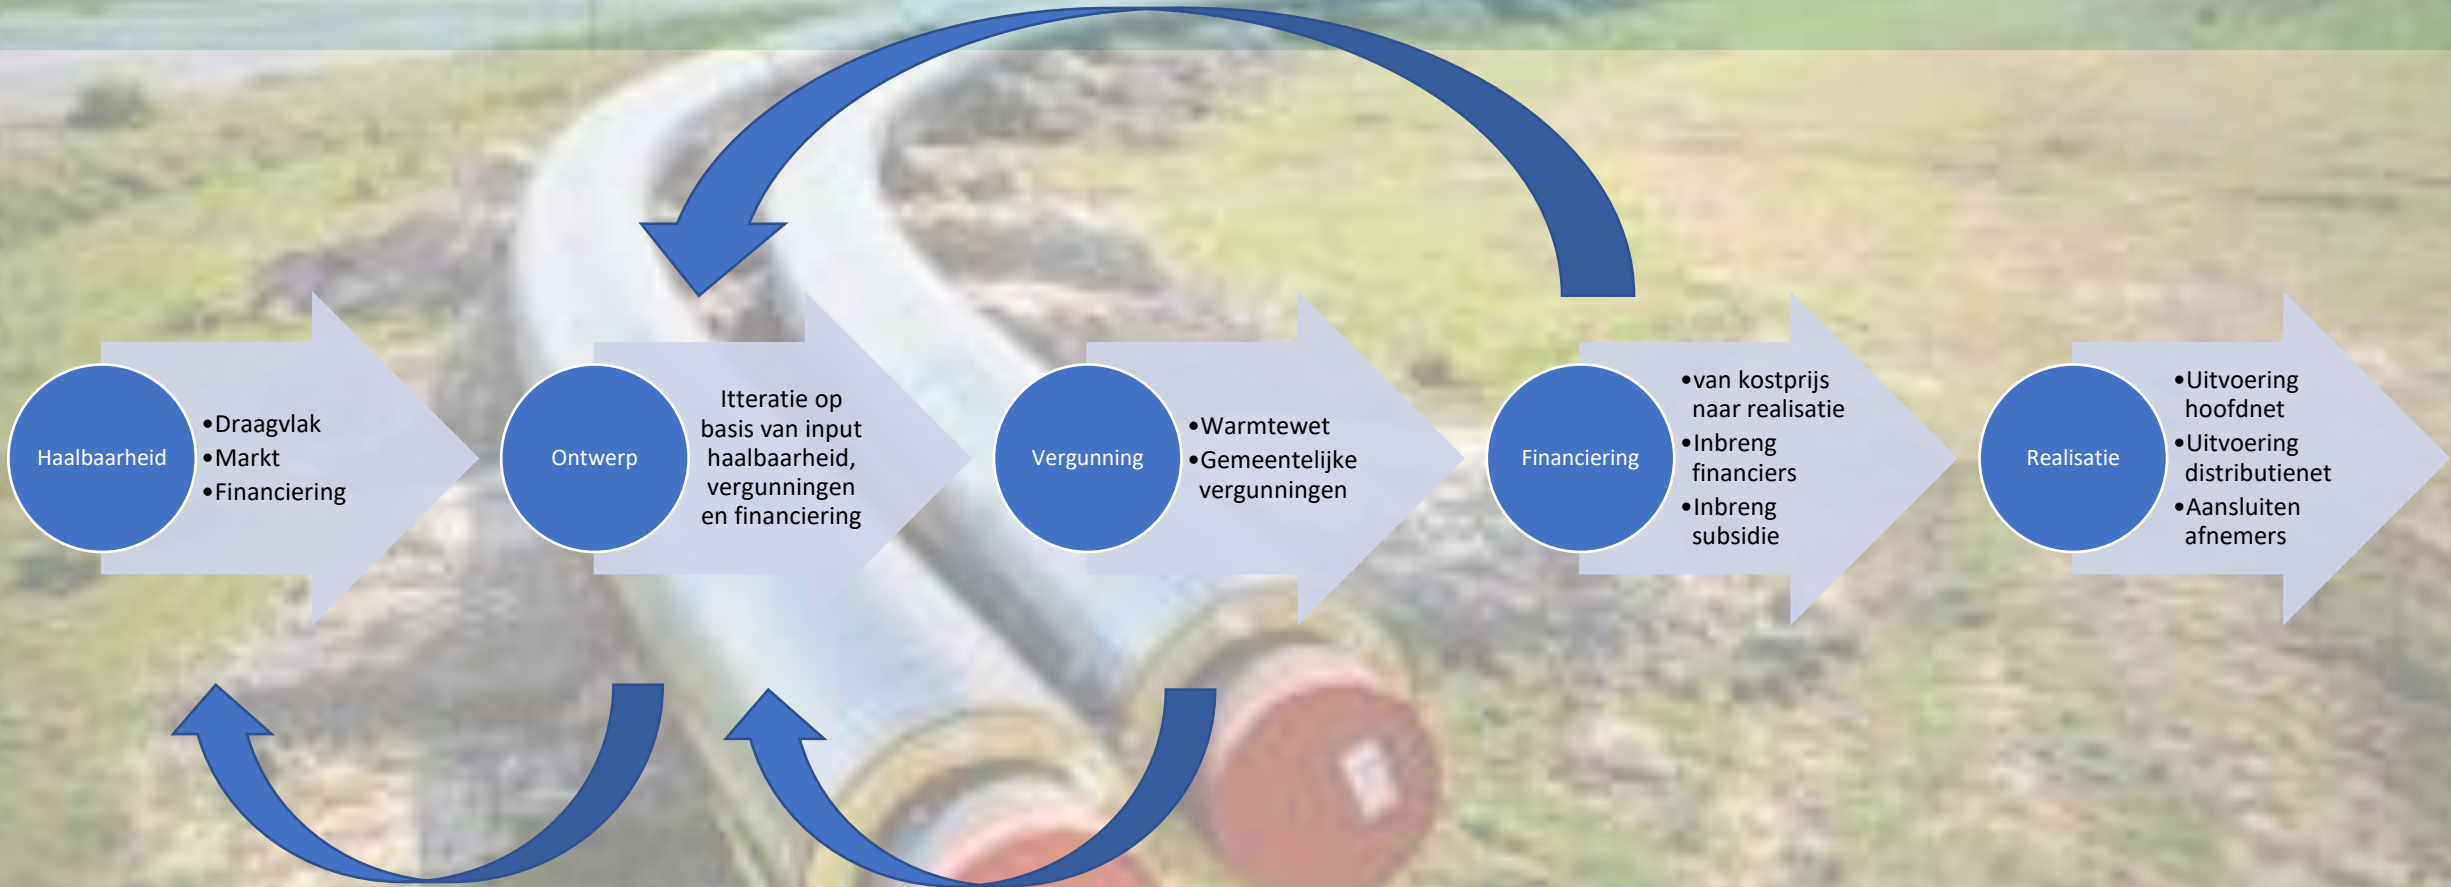 Haalbaarheid
•Draagvlak
•Markt
•Financiering
Ontwerp
Itteratie op
basis van input
haalbaarheid,
vergunningen
en financiering
Vergunning
•Warmtewet
•Gemeentelijke
vergunningen
Financiering
•van kostprijs
naar realisatie
•Inbreng
financiers
•Inbreng
subsidie
Realisatie
•Uitvoering
hoofdnet
•Uitvoering
distributienet
•Aansluiten
afnemers